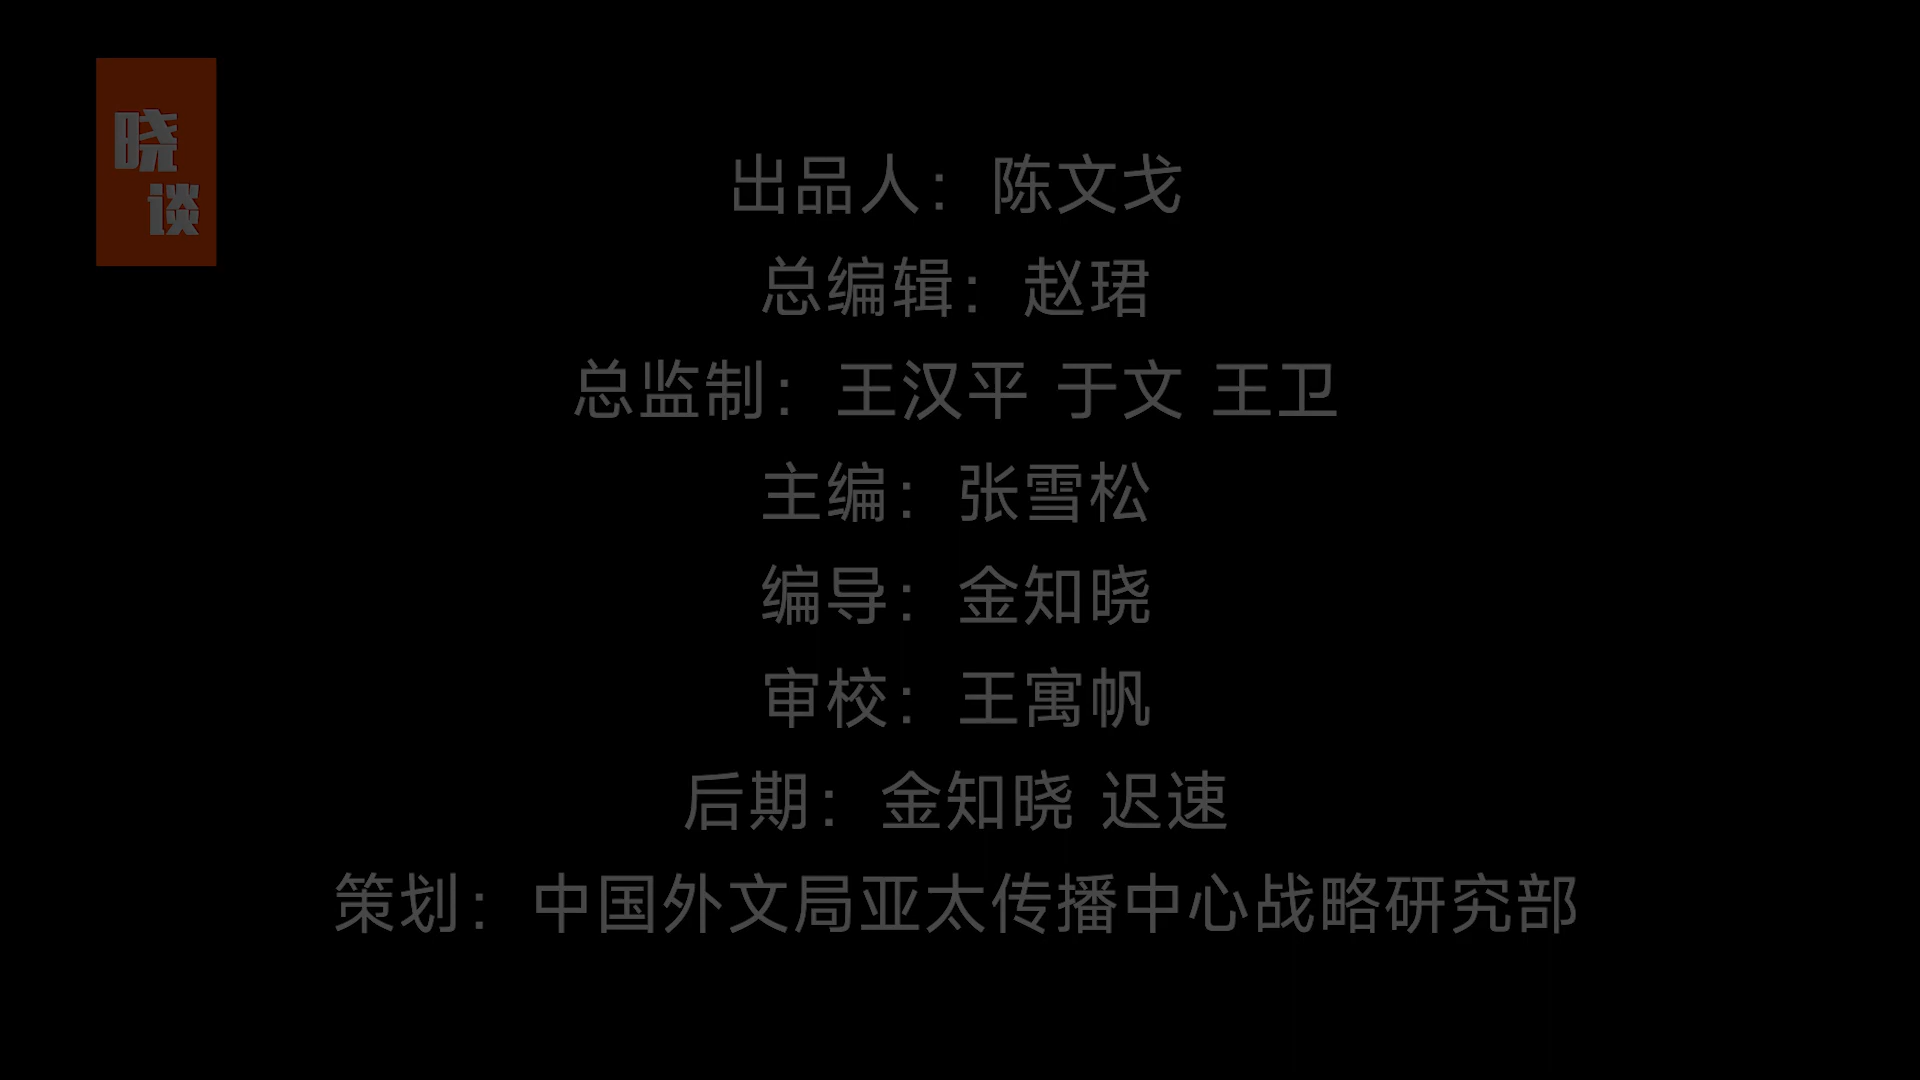 晓
谈
出品人：陈文戈
总编辑：赵珺
总监制：王汉平 于文 王卫
主编：张雪松
编导：金知晓
审校：王寓帆
后期：金知晓 迟速
策划：中国外文局亚太传播中心战略研究部